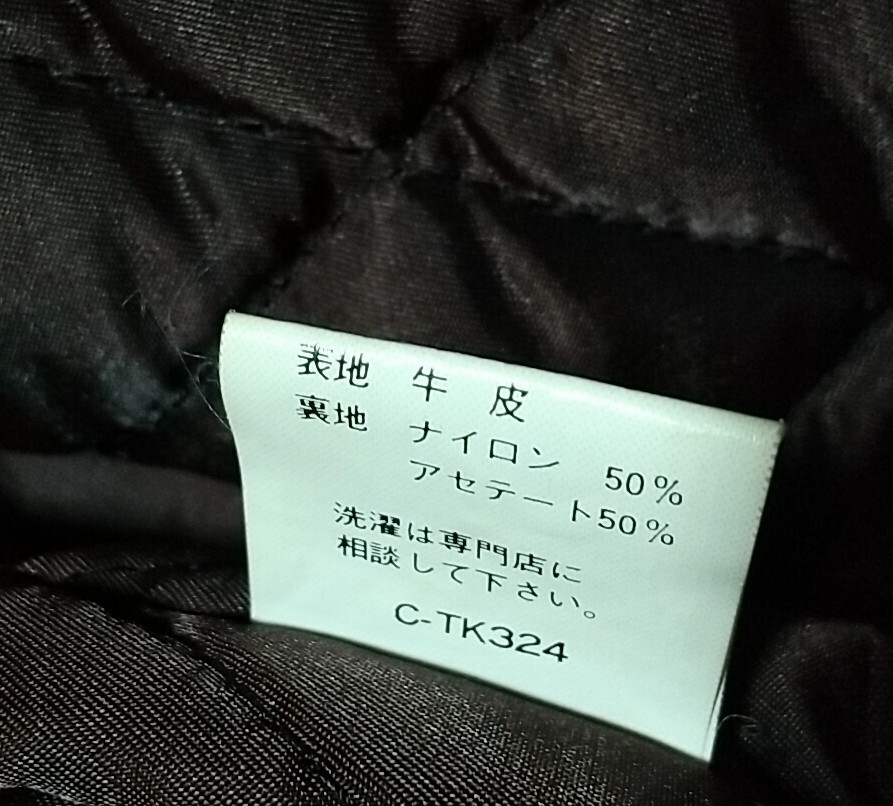 表地 牛 皮
裏地 ナイロン 50%
アセテート50%
洗濯は専門店に
相談して下さい。
C-TK324